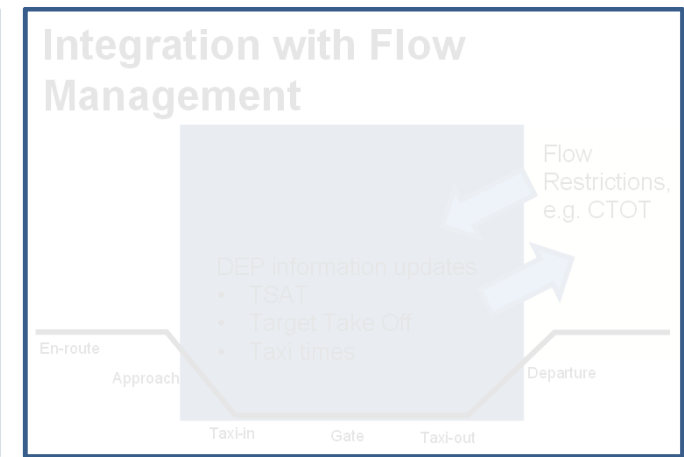 Integration with Flow
Management
Flow
Restrictions,
e.g. CTOT
DEP information updates
• TSAT
• Target Take Off
• Taxi times
En-route
Approach
Departure
Taxi-in
Gate
Taxi-out